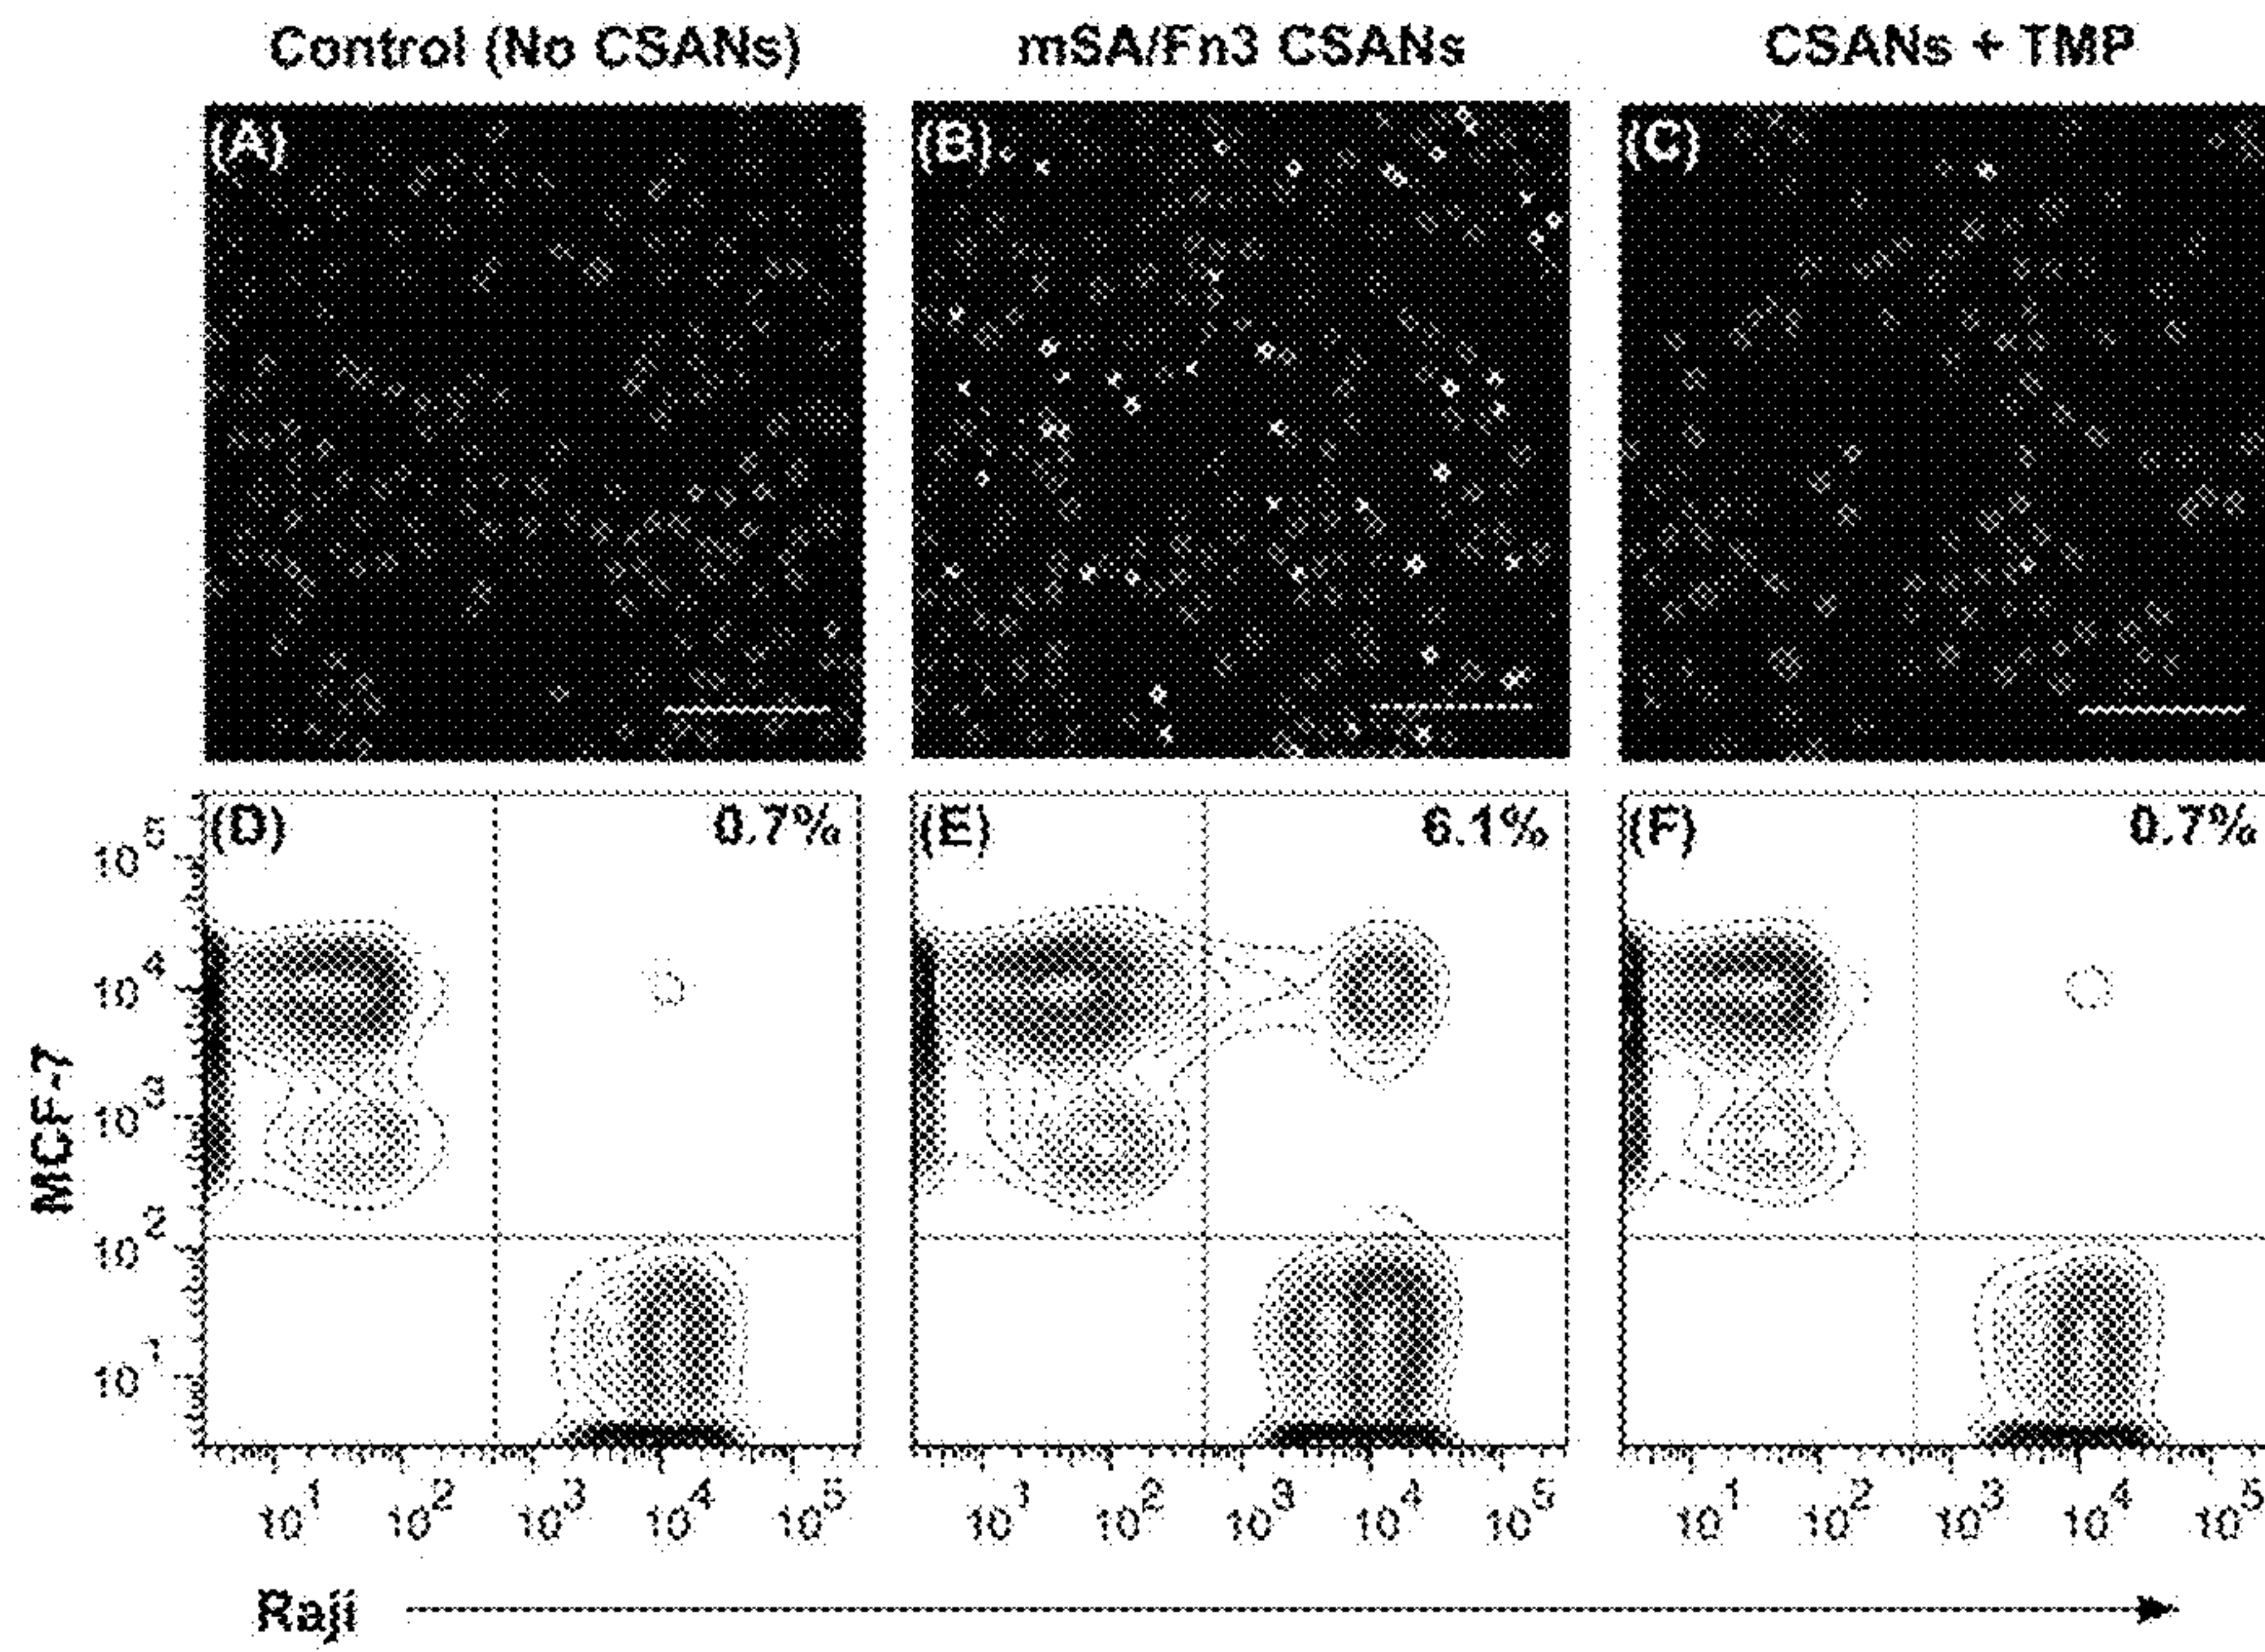 Control (No CSANs) mSA/Fn3 CSANs CSANs + TMP
(A) (B) (C)
(D) 0.7% (E) 6.1% (F) 0.7%
10^5
10^4
10^3
10^2
10^1
MCF-7
10^1 10^2 10^3 10^4 10^5 10^1 10^2 10^3 10^4 10^5 10^1 10^2 10^3 10^4 10^5
Raji